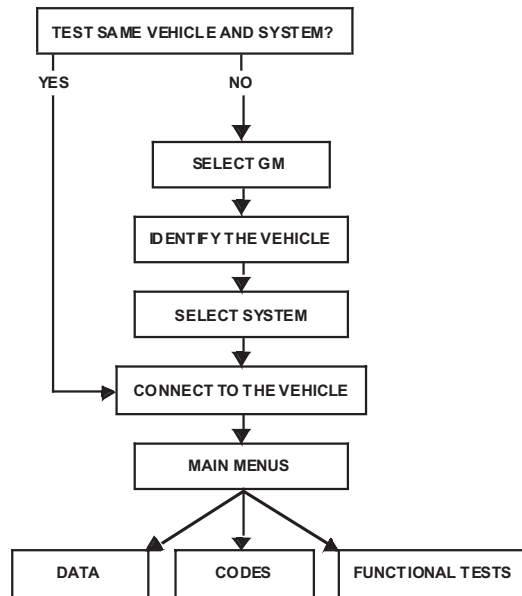 TEST SAME VEHICLE AND SYSTEM?
YES
NO
SELECT GM
IDENTIFY THE VEHICLE
SELECT SYSTEM
CONNECT TO THE VEHICLE
MAIN MENUS
DATA
CODES
FUNCTIONAL TESTS